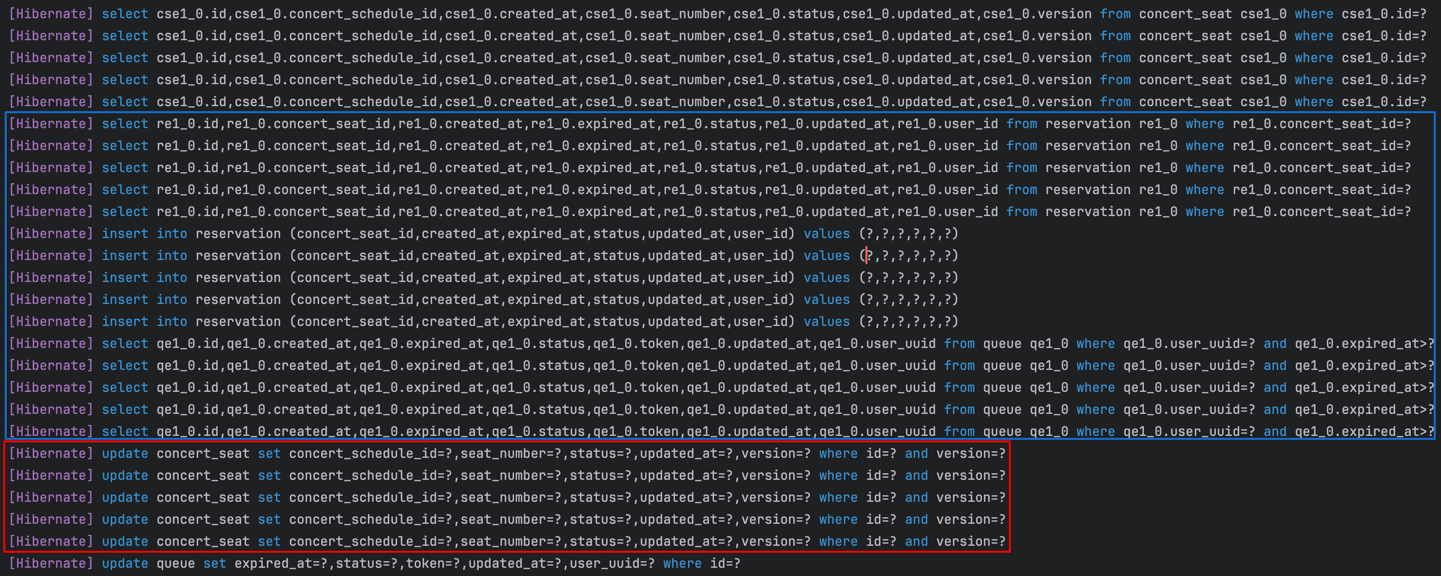 [Hibernate] select cse1_0.id,cse1_0.concert_schedule_id,cse1_0.created_at,cse1_0.seat_number,cse1_0.status,cse1_0.updated_at,cse1_0.version from concert_seat cse1_0 where cse1_0.id=?
[Hibernate] select cse1_0.id,cse1_0.concert_schedule_id,cse1_0.created_at,cse1_0.seat_number,cse1_0.status,cse1_0.updated_at,cse1_0.version from concert_seat cse1_0 where cse1_0.id=?
[Hibernate] select cse1_0.id,cse1_0.concert_schedule_id,cse1_0.created_at,cse1_0.seat_number,cse1_0.status,cse1_0.updated_at,cse1_0.version from concert_seat cse1_0 where cse1_0.id=?
[Hibernate] select cse1_0.id,cse1_0.concert_schedule_id,cse1_0.created_at,cse1_0.seat_number,cse1_0.status,cse1_0.updated_at,cse1_0.version from concert_seat cse1_0 where cse1_0.id=?
[Hibernate] select cse1_0.id,cse1_0.concert_schedule_id,cse1_0.created_at,cse1_0.seat_number,cse1_0.status,cse1_0.updated_at,cse1_0.version from concert_seat cse1_0 where cse1_0.id=?
[Hibernate] select re1_0.id,re1_0.concert_seat_id,re1_0.created_at,re1_0.expired_at,re1_0.status,re1_0.updated_at,re1_0.user_id from reservation re1_0 where re1_0.concert_seat_id=?
[Hibernate] select re1_0.id,re1_0.concert_seat_id,re1_0.created_at,re1_0.expired_at,re1_0.status,re1_0.updated_at,re1_0.user_id from reservation re1_0 where re1_0.concert_seat_id=?
[Hibernate] select re1_0.id,re1_0.concert_seat_id,re1_0.created_at,re1_0.expired_at,re1_0.status,re1_0.updated_at,re1_0.user_id from reservation re1_0 where re1_0.concert_seat_id=?
[Hibernate] select re1_0.id,re1_0.concert_seat_id,re1_0.created_at,re1_0.expired_at,re1_0.status,re1_0.updated_at,re1_0.user_id from reservation re1_0 where re1_0.concert_seat_id=?
[Hibernate] select re1_0.id,re1_0.concert_seat_id,re1_0.created_at,re1_0.expired_at,re1_0.status,re1_0.updated_at,re1_0.user_id from reservation re1_0 where re1_0.concert_seat_id=?
[Hibernate] insert into reservation (concert_seat_id,created_at,expired_at,status,updated_at,user_id) values (?,?,?,?,?,?)
[Hibernate] insert into reservation (concert_seat_id,created_at,expired_at,status,updated_at,user_id) values (?,?,?,?,?,?)
[Hibernate] insert into reservation (concert_seat_id,created_at,expired_at,status,updated_at,user_id) values (?,?,?,?,?,?)
[Hibernate] insert into reservation (concert_seat_id,created_at,expired_at,status,updated_at,user_id) values (?,?,?,?,?,?)
[Hibernate] insert into reservation (concert_seat_id,created_at,expired_at,status,updated_at,user_id) values (?,?,?,?,?,?)
[Hibernate] select qe1_0.id,qe1_0.created_at,qe1_0.expired_at,qe1_0.status,qe1_0.token,qe1_0.updated_at,qe1_0.user_uuid from queue qe1_0 where qe1_0.user_uuid=? and qe1_0.expired_at>?
[Hibernate] select qe1_0.id,qe1_0.created_at,qe1_0.expired_at,qe1_0.status,qe1_0.token,qe1_0.updated_at,qe1_0.user_uuid from queue qe1_0 where qe1_0.user_uuid=? and qe1_0.expired_at>?
[Hibernate] select qe1_0.id,qe1_0.created_at,qe1_0.expired_at,qe1_0.status,qe1_0.token,qe1_0.updated_at,qe1_0.user_uuid from queue qe1_0 where qe1_0.user_uuid=? and qe1_0.expired_at>?
[Hibernate] select qe1_0.id,qe1_0.created_at,qe1_0.expired_at,qe1_0.status,qe1_0.token,qe1_0.updated_at,qe1_0.user_uuid from queue qe1_0 where qe1_0.user_uuid=? and qe1_0.expired_at>?
[Hibernate] select qe1_0.id,qe1_0.created_at,qe1_0.expired_at,qe1_0.status,qe1_0.token,qe1_0.updated_at,qe1_0.user_uuid from queue qe1_0 where qe1_0.user_uuid=? and qe1_0.expired_at>?
[Hibernate] update concert_seat set concert_schedule_id=?,seat_number=?,status=?,updated_at=?,version=? where id=? and version=?
[Hibernate] update concert_seat set concert_schedule_id=?,seat_number=?,status=?,updated_at=?,version=? where id=? and version=?
[Hibernate] update concert_seat set concert_schedule_id=?,seat_number=?,status=?,updated_at=?,version=? where id=? and version=?
[Hibernate] update concert_seat set concert_schedule_id=?,seat_number=?,status=?,updated_at=?,version=? where id=? and version=?
[Hibernate] update concert_seat set concert_schedule_id=?,seat_number=?,status=?,updated_at=?,version=? where id=? and version=?
[Hibernate] update queue set expired_at=?,status=?,token=?,updated_at=?,user_uuid=? where id=?